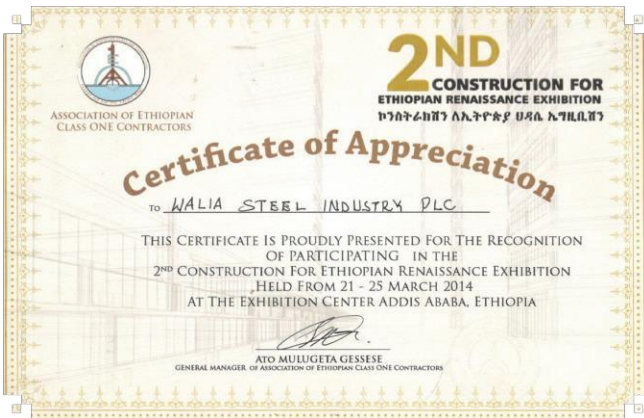 ASSOCIATION OF ETHIOPIAN
CLASS ONE CONTRACTORS
2ND
CONSTRUCTION FOR
ETHIOPIAN RENAISSANCE EXHIBITION
ኮንስትራክሽን ለኢትዮጵያ ህዳሴ ኤግዚቢሽን
Certificate of Appreciation
TO WALIA STEEL INDUSTRY PLC
THIS CERTIFICATE IS PROUDLY PRESENTED FOR THE RECOGNITION
OF PARTICIPATING IN THE
2ND CONSTRUCTION FOR ETHIOPIAN RENAISSANCE EXHIBITION
HELD FROM 21 - 25 MARCH 2014
AT THE EXHIBITION CENTER ADDIS ABABA, ETHIOPIA
ATO MULUGETA GESSESE
GENERAL MANAGER OF ASSOCIATION OF ETHIOPIAN CLASS ONE CONTRACTORS